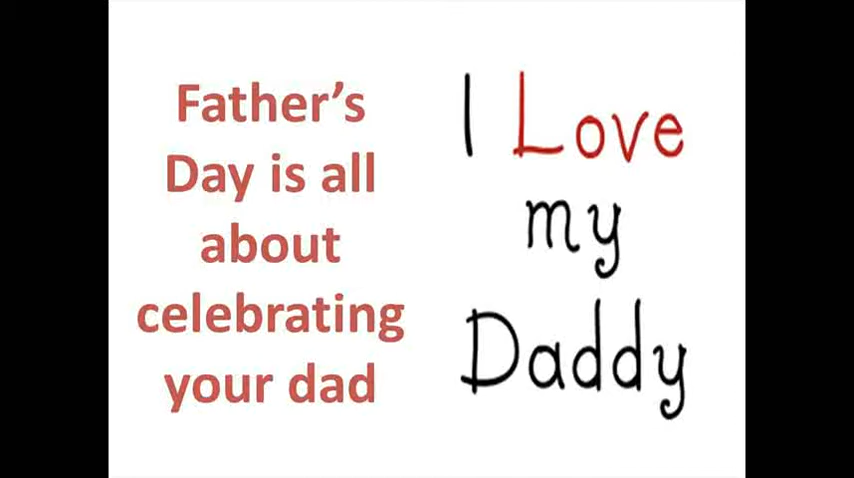 Father’s
Day is all
about
celebrating
your dad
I Love
my
Daddy